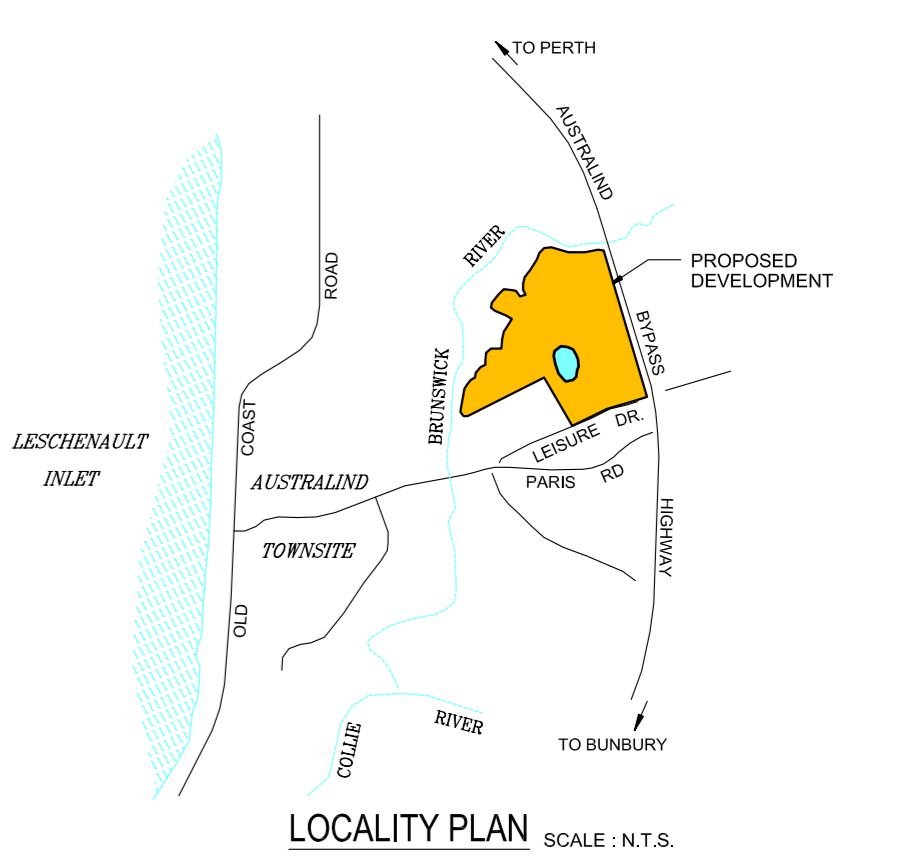 TO PERTH
AUSTRALIND
RIVER
ROAD
PROPOSED
DEVELOPMENT
BYPASS
BRUNSWICK
COAST
LESCHENAULT
INLET
LEISURE DR.
AUSTRALIND
PARIS RD
HIGHWAY
TOWNSITE
OLD
RIVER
COLLIE
TO BUNBURY
LOCALITY PLAN SCALE : N.T.S.